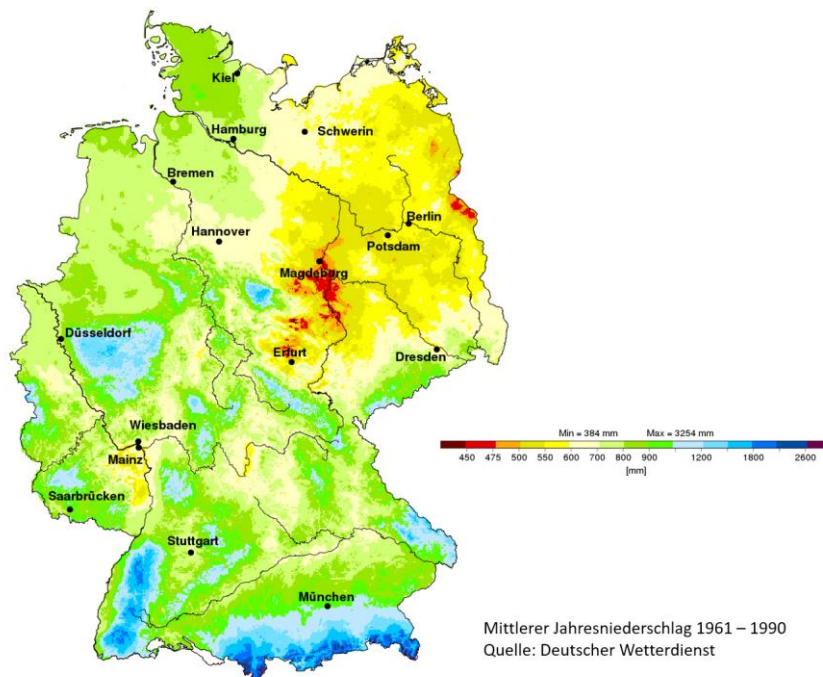 Kiel
Hamburg
Schwerin
Bremen
Hannover
Berlin
Potsdam
Magdeburg
Düsseldorf
Erfurt
Dresden
Wiesbaden
Mainz
Saarbrücken
Stuttgart
München
Min = 384 mm Max = 3254 mm
450 475 500 550 600 700 800 900 1200 2000 2600
[mm]
Mittlerer Jahresniederschlag 1961 – 1990
Quelle: Deutscher Wetterdienst